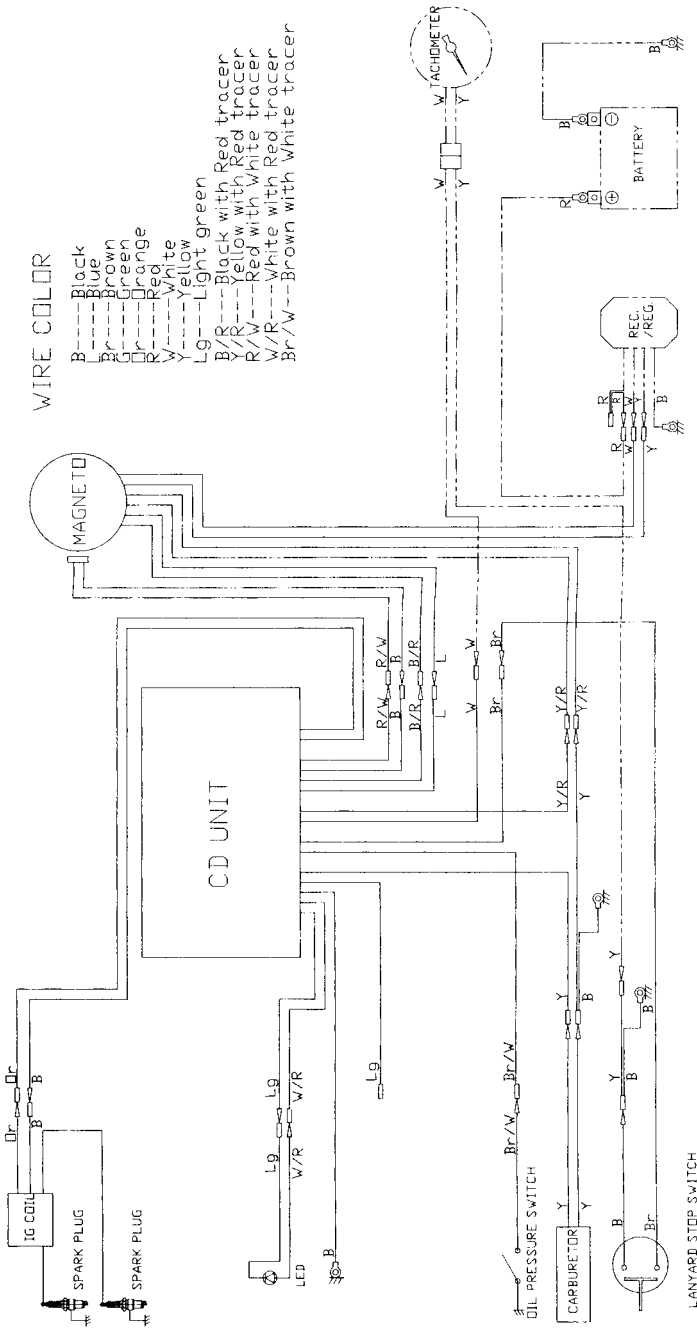 WIRE COLOR
B-----Black
L-----Blue
Br----Brown
G-----Green
Or----Orange
R-----Red
W-----White
Y-----Yellow
Lg---Light green
B/R---Black with Red tracer
Y/R---Yellow with Red tracer
R/W---Red with White tracer
W/R---White with Red tracer
Br/W---Brown with White tracer
TACHOMETER
W
Y
W
Y
B
B
R
BATTERY
REC.
/REG.
R
R
W
Y
B
R
W
Y
MAGNETO
CD UNIT
R/W
B
B/R
L
R/W
B
B/R
L
W
Br
W
Br
Y/R
Y/R
Y/R
Y
Or
B
Or
B
IG COIL
SPARK PLUG
SPARK PLUG
Lg
W/R
Lg
W/R
LED
B
Lg
Br/W
Br/W
OIL PRESSURE SWITCH
Y
B
Y
Y
CARBURETOR
Y
Y
B
B
B
Br
LANYARD STOP SWITCH